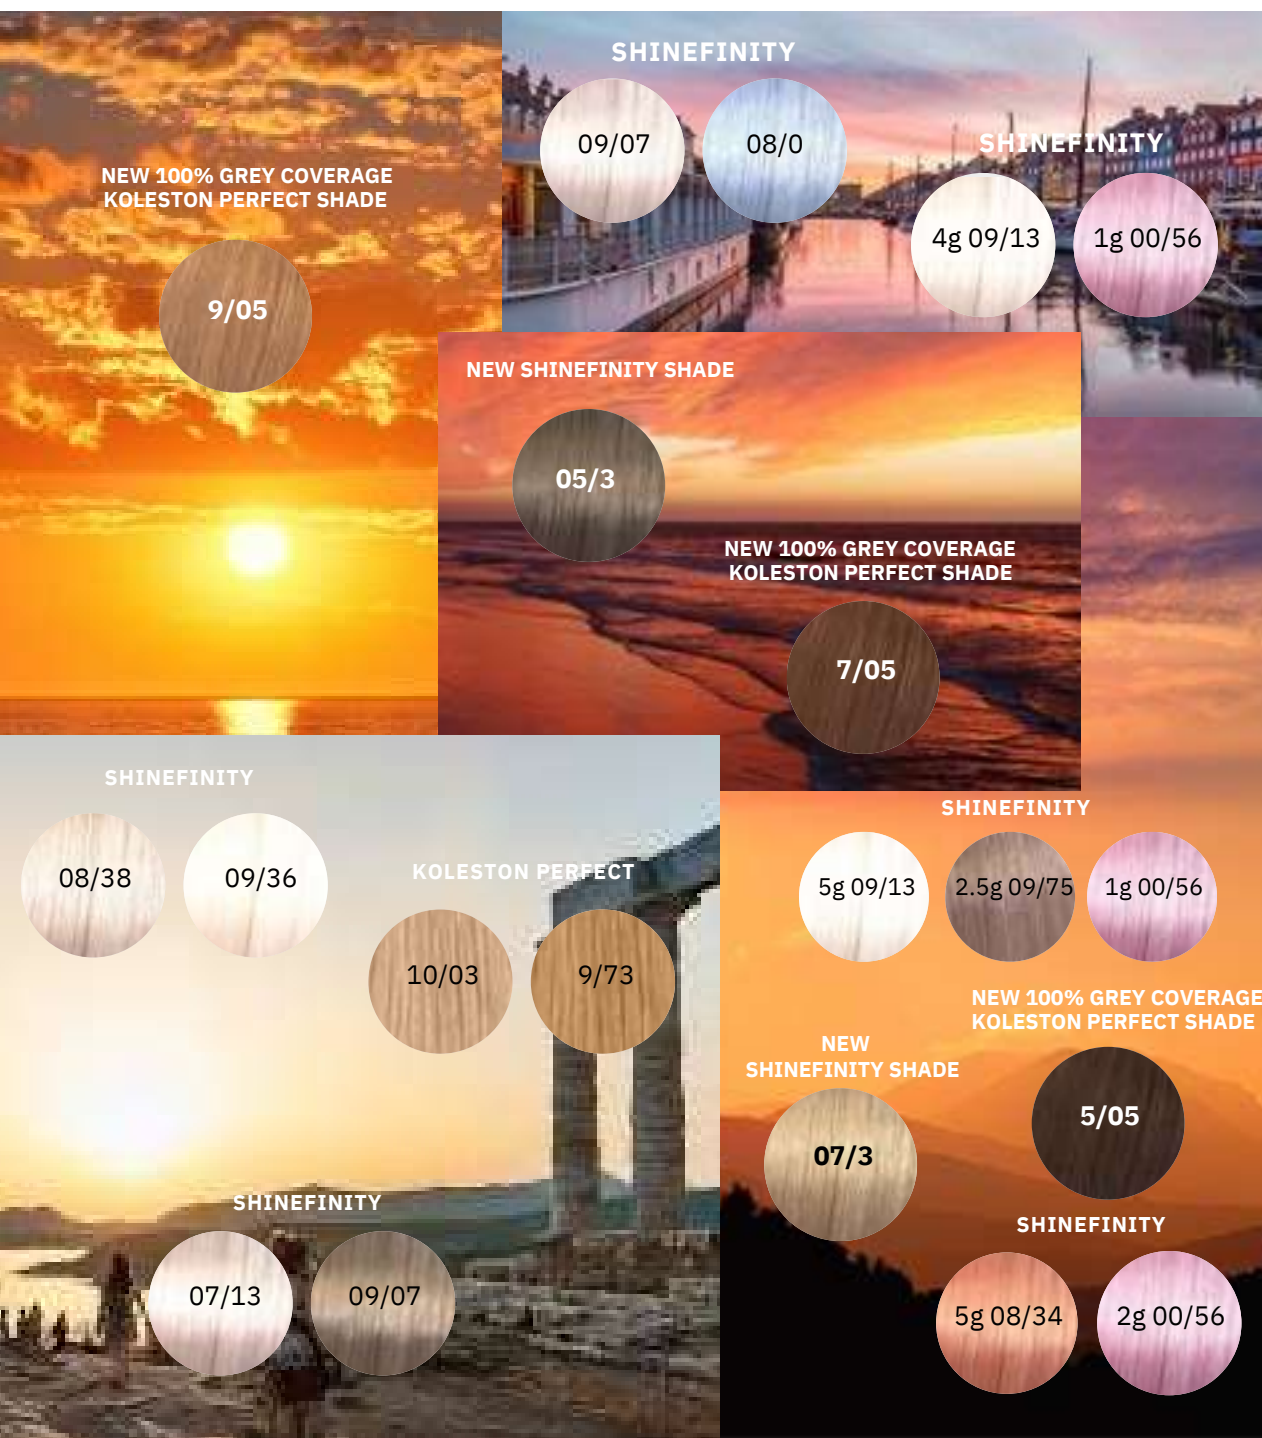 SHINEFINITY
09/07
08/0
SHINEFINITY
4g 09/13
1g 00/56
NEW 100% GREY COVERAGE
KOLESTON PERFECT SHADE
9/05
NEW SHINEFINITY SHADE
05/3
NEW 100% GREY COVERAGE
KOLESTON PERFECT SHADE
7/05
SHINEFINITY
08/38
09/36
KOLESTON PERFECT
10/03
9/73
SHINEFINITY
07/13
09/07
SHINEFINITY
5g 09/13
2.5g 09/75
1g 00/56
NEW 100% GREY COVERAGE
KOLESTON PERFECT SHADE
5/05
NEW
SHINEFINITY SHADE
07/3
SHINEFINITY
5g 08/34
2g 00/56